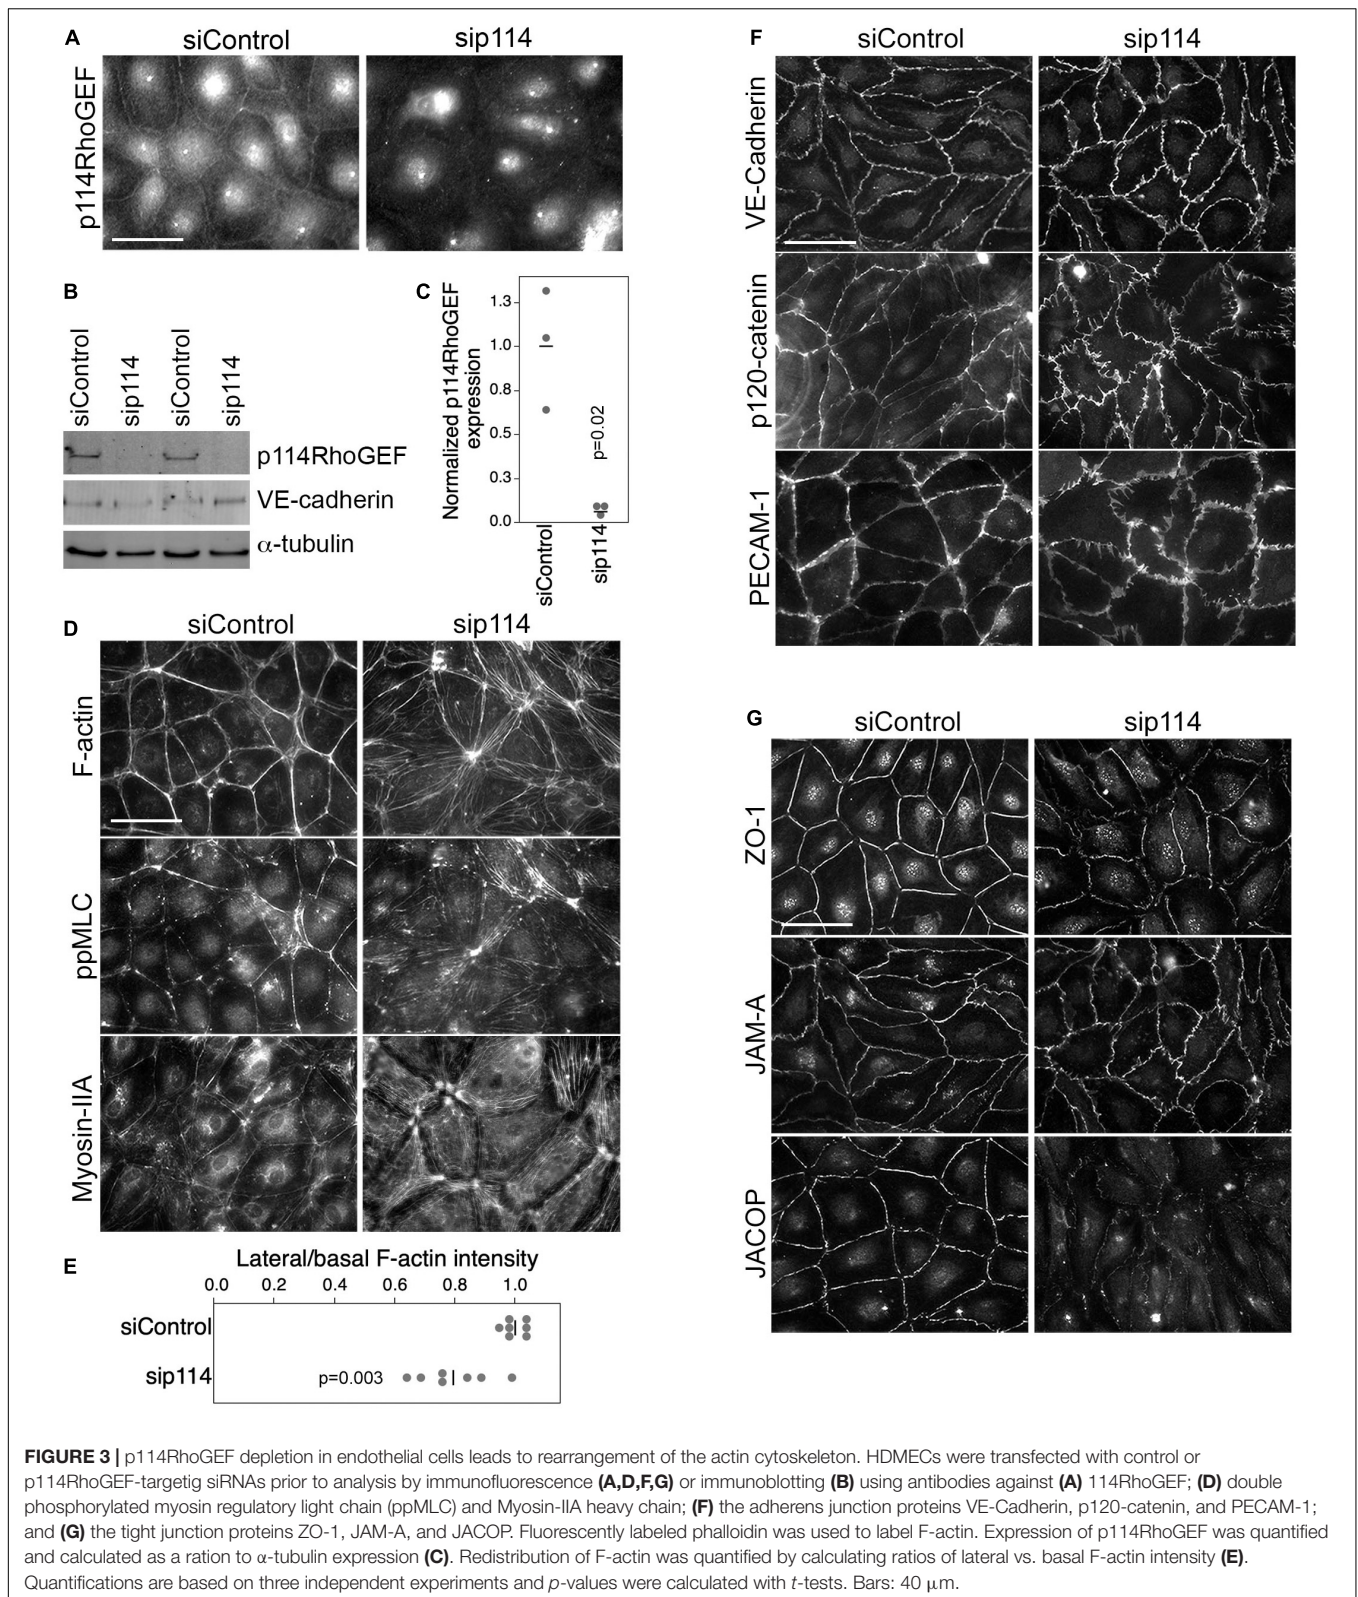 A
siControl
sip114
p114RhoGEF
B
siControl
sip114
siControl
sip114
p114RhoGEF
VE-cadherin
α-tubulin
C
Normalized p114RhoGEF
expression
1.3
1.0
0.8
0.5
0.3
0.0
p=0.02
siControl
sip114
D
siControl
sip114
F-actin
ppMLC
Myosin-IIA
E
Lateral/basal F-actin intensity
0.0 0.2 0.4 0.6 0.8 1.0
siControl
sip114
p=0.003
F
siControl
sip114
VE-Cadherin
p120-catenin
PECAM-1
G
siControl
sip114
ZO-1
JAM-A
JACOP
FIGURE 3 | p114RhoGEF depletion in endothelial cells leads to rearrangement of the actin cytoskeleton. HDMECs were transfected with control or
p114RhoGEF-targetig siRNAs prior to analysis by immunofluorescence (A,D,F,G) or immunoblotting (B) using antibodies against (A) 114RhoGEF; (D) double
phosphorylated myosin regulatory light chain (ppMLC) and Myosin-IIA heavy chain; (F) the adherens junction proteins VE-Cadherin, p120-catenin, and PECAM-1;
and (G) the tight junction proteins ZO-1, JAM-A, and JACOP. Fluorescently labeled phalloidin was used to label F-actin. Expression of p114RhoGEF was quantified
and calculated as a ration to α-tubulin expression (C). Redistribution of F-actin was quantified by calculating ratios of lateral vs. basal F-actin intensity (E).
Quantifications are based on three independent experiments and p-values were calculated with t-tests. Bars: 40 μm.